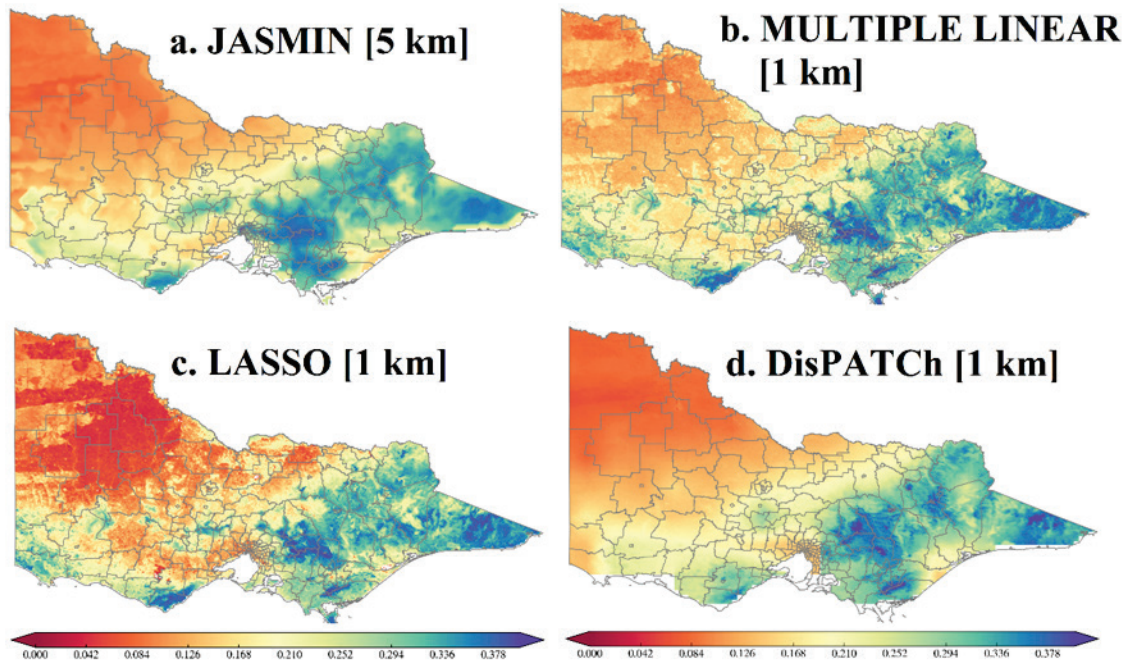 a. JASMIN [5 km]
b. MULTIPLE LINEAR
[1 km]
c. LASSO [1 km]
d. DisPATCh [1 km]
0.000 0.042 0.084 0.126 0.168 0.210 0.252 0.294 0.336 0.378
0.000 0.042 0.084 0.126 0.168 0.210 0.252 0.294 0.336 0.378